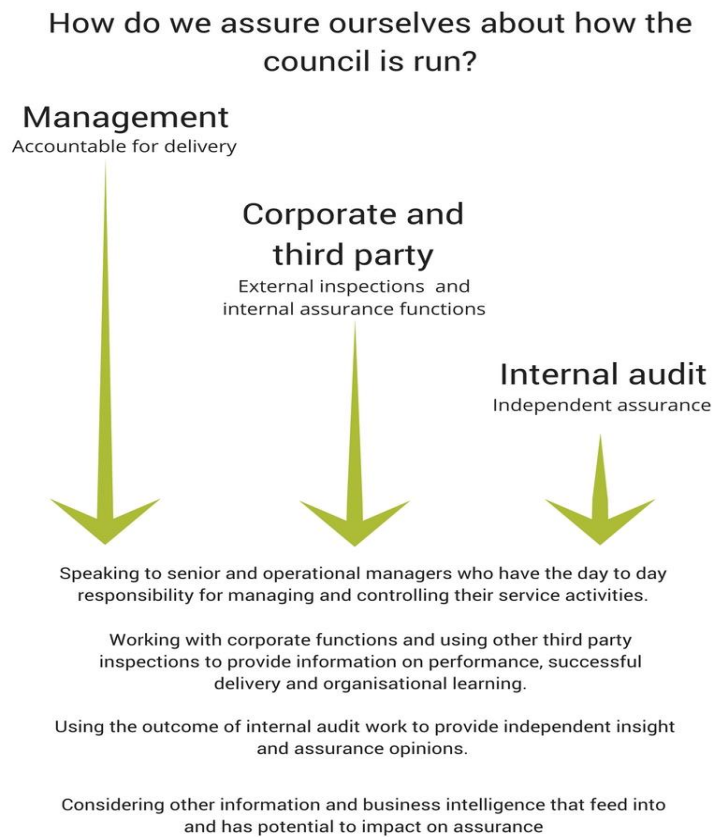 How do we assure ourselves about how the
council is run?
Management
Accountable for delivery
Corporate and
third party
External inspections and
internal assurance functions
Internal audit
Independent assurance
Speaking to senior and operational managers who have the day to day
responsibility for managing and controlling their service activities.
Working with corporate functions and using other third party
inspections to provide information on performance, successful
delivery and organisational learning.
Using the outcome of internal audit work to provide independent insight
and assurance opinions.
Considering other information and business intelligence that feed into
and has potential to impact on assurance